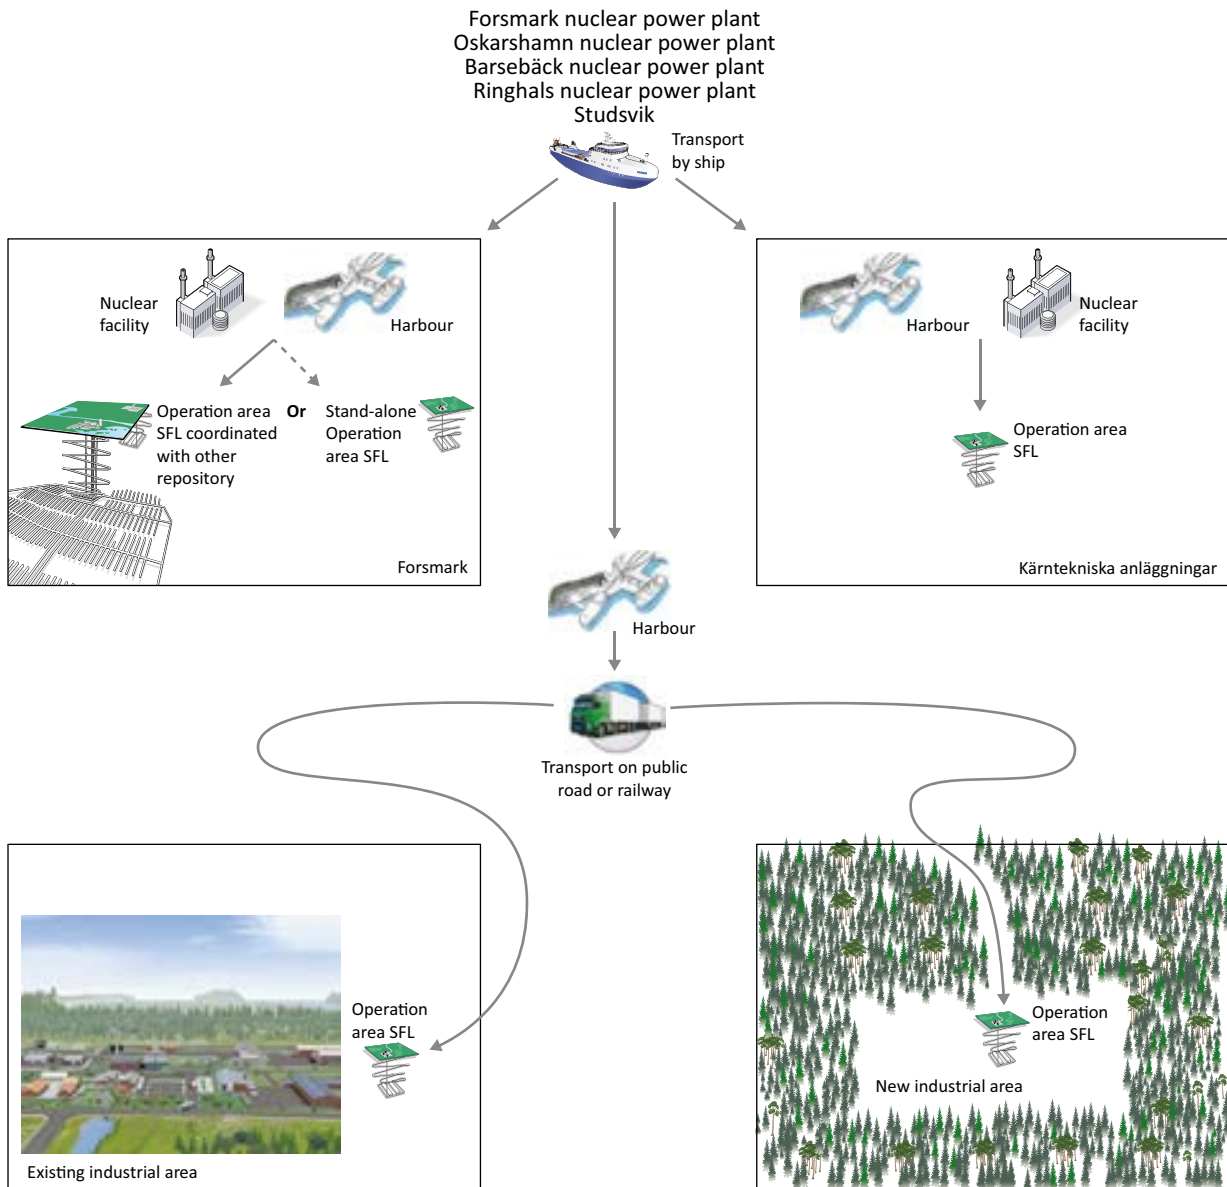 Forsmark nuclear power plant
Oskarshamn nuclear power plant
Barsebäck nuclear power plant
Ringhals nuclear power plant
Studsvik
Transport
by ship
Nuclear
facility
Harbour
Operation area
SFL coordinated
with other
repository
Or
Stand-alone
Operation
area SFL
Forsmark
Harbour
Nuclear
facility
Operation area
SFL
Kärntekniska anläggningar
Harbour
Transport on public
road or railway
Operation
area SFL
Existing industrial area
Operation
area SFL
New industrial area